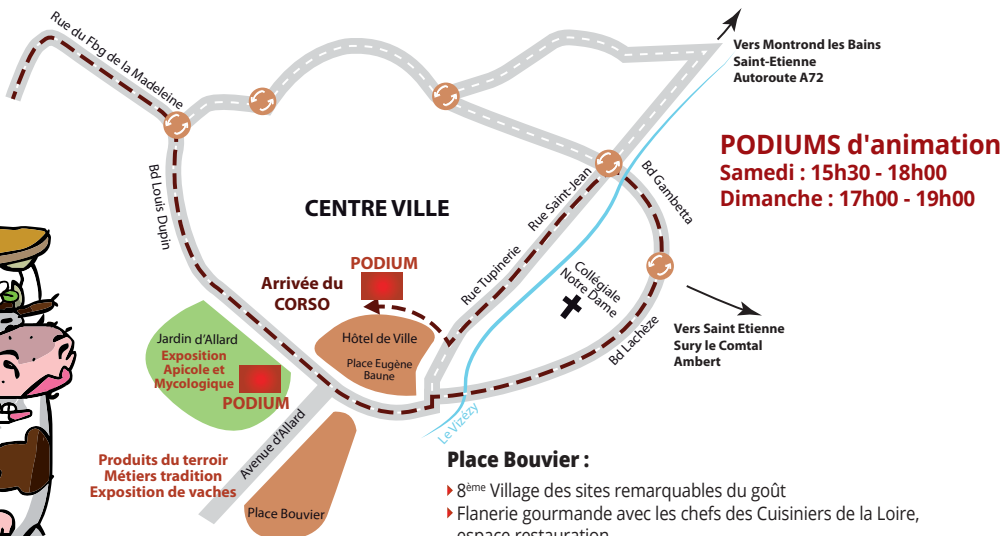 Rue du Fbg de la Madeleine
Vers Montrond les Bains
Saint-Etienne
Autoroute A72
PODIUMS d'animation
Samedi : 15h30 - 18h00
Dimanche : 17h00 - 19h00
Bd Louis Dupin
CENTRE VILLE
Rue Saint-Jean
Bd Gambetta
Rue Tupinerie
PODIUM
Arrivée du
CORSO
Collégiale
Notre Dame
Vers Saint Etienne
Sury le Comtal
Ambert
Bd Lachèze
Hôtel de Ville
Place Eugène
Baune
Jardin d'Allard
Exposition
Apicole et
Mycologique
PODIUM
Le Vizézy
Avenue d'Allard
Produits du terroir
Métiers tradition
Exposition de vaches
Place Bouvier
Place Bouvier :
8ème Village des sites remarquables du goût
Flanerie gourmande avec les chefs des Cuisiniers de la Loire,
espace restauration